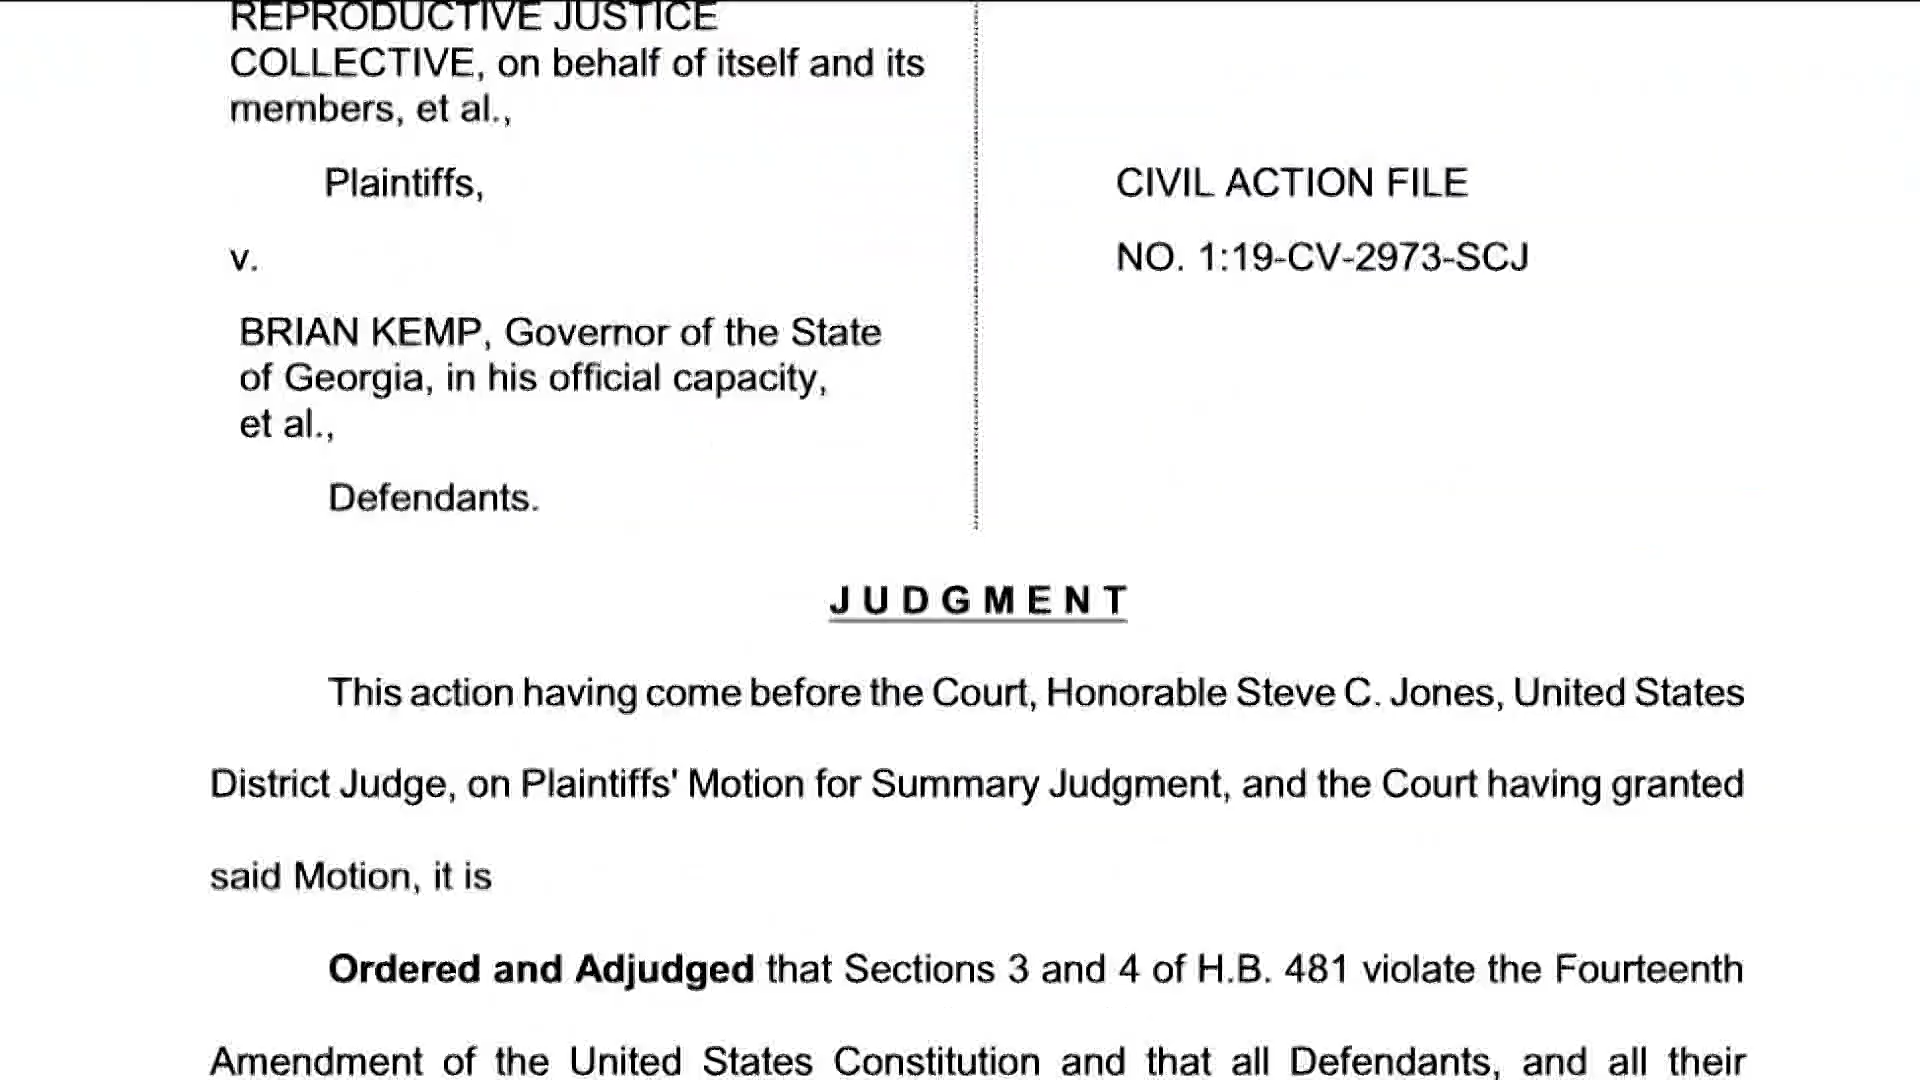 REPRODUCTIVE JUSTICE
COLLECTIVE, on behalf of itself and its
members, et al.,
Plaintiffs,
v.
BRIAN KEMP, Governor of the State
of Georgia, in his official capacity,
et al.,
Defendants.
CIVIL ACTION FILE
NO. 1:19-CV-2973-SCJ
JUDGMENT
This action having come before the Court, Honorable Steve C. Jones, United States
District Judge, on Plaintiffs' Motion for Summary Judgment, and the Court having granted
said Motion, it is
Ordered and Adjudged that Sections 3 and 4 of H.B. 481 violate the Fourteenth
Amendment of the United States Constitution and that all Defendants, and all their